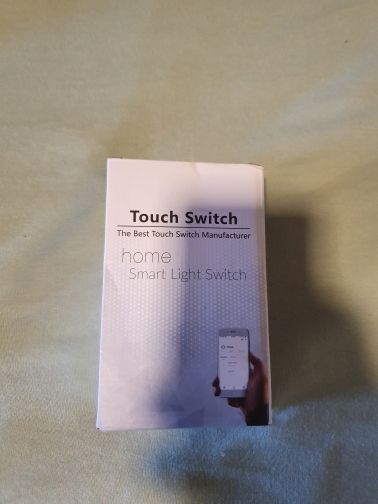 Touch Switch
The Best Touch Switch Manufacturer
home
Smart Light Switch